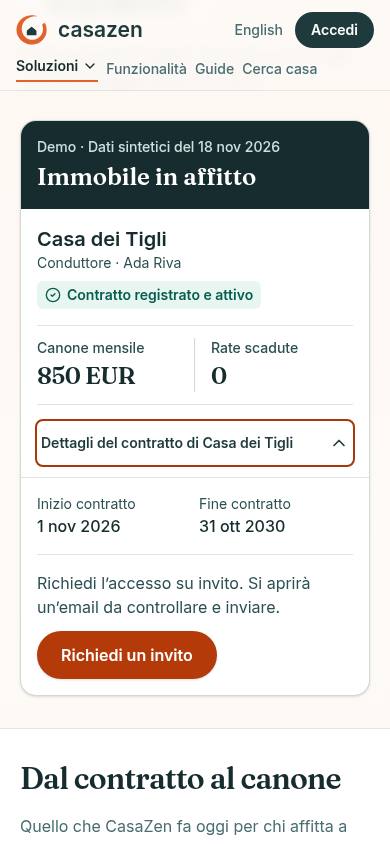 casazen
English
Accedi
Soluzioni
Funzionalità
Guide
Cerca casa
Demo · Dati sintetici del 18 nov 2026
Immobile in affitto
Casa dei Tigli
Conduttore · Ada Riva
Contratto registrato e attivo
Canone mensile
850 EUR
Rate scadute
0
Dettagli del contratto di Casa dei Tigli
Inizio contratto
1 nov 2026
Fine contratto
31 ott 2030
Richiedi l’accesso su invito. Si aprirà
un’email da controllare e inviare.
Richiedi un invito
Dal contratto al canone
Quello che CasaZen fa oggi per chi affitta a